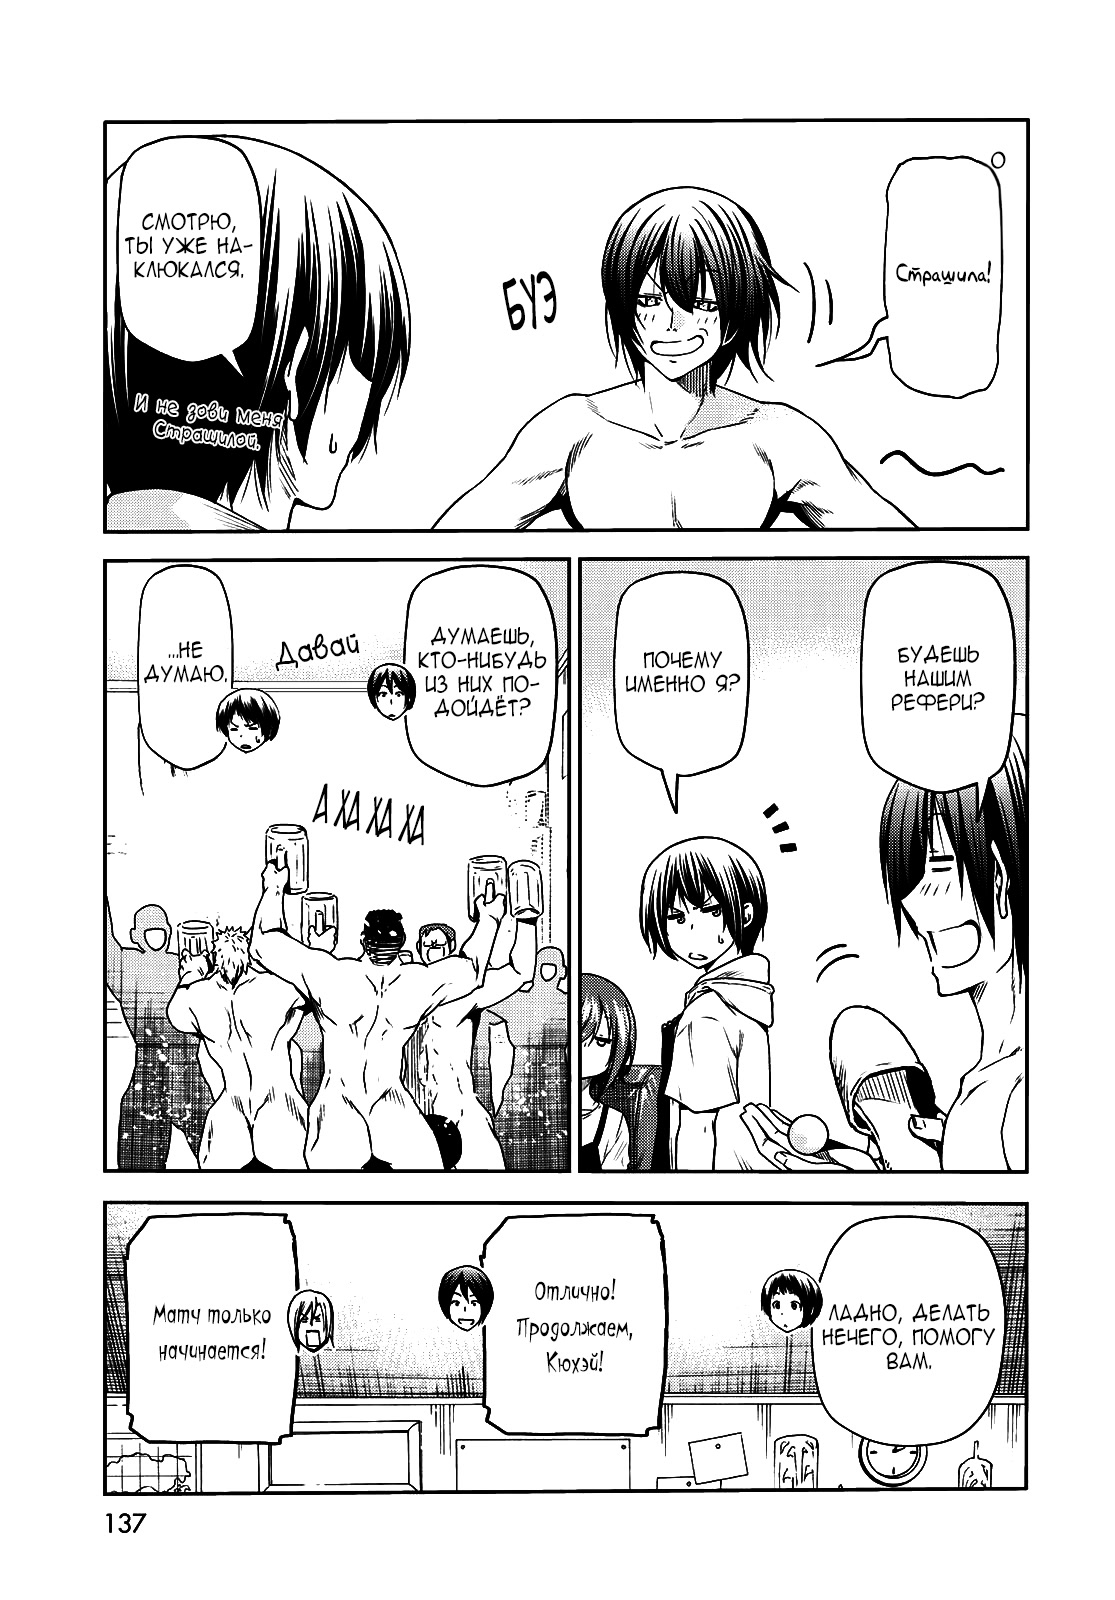 Страшила!
БУЭ
СМОТРЮ,
ТЫ УЖЕ НА-
КЛЮКАЛСЯ.
И не зови меня
Страшилой.
БУДЕШЬ
НАШИМ
РЕФЕРИ?
ПОЧЕМУ
ИМЕННО Я?
ДУМАЕШЬ,
КТО-НИБУДЬ
ИЗ НИХ ПО-
ДОЙДЁТ?
Давай
...НЕ
ДУМАЮ.
А ХА ХА ХА
ЛАДНО, ДЕЛАТЬ
НЕЧЕГО, ПОМОГУ
ВАМ.
Отлично!
Продолжаем,
Кюхэй!
Матч только
начинается!
137